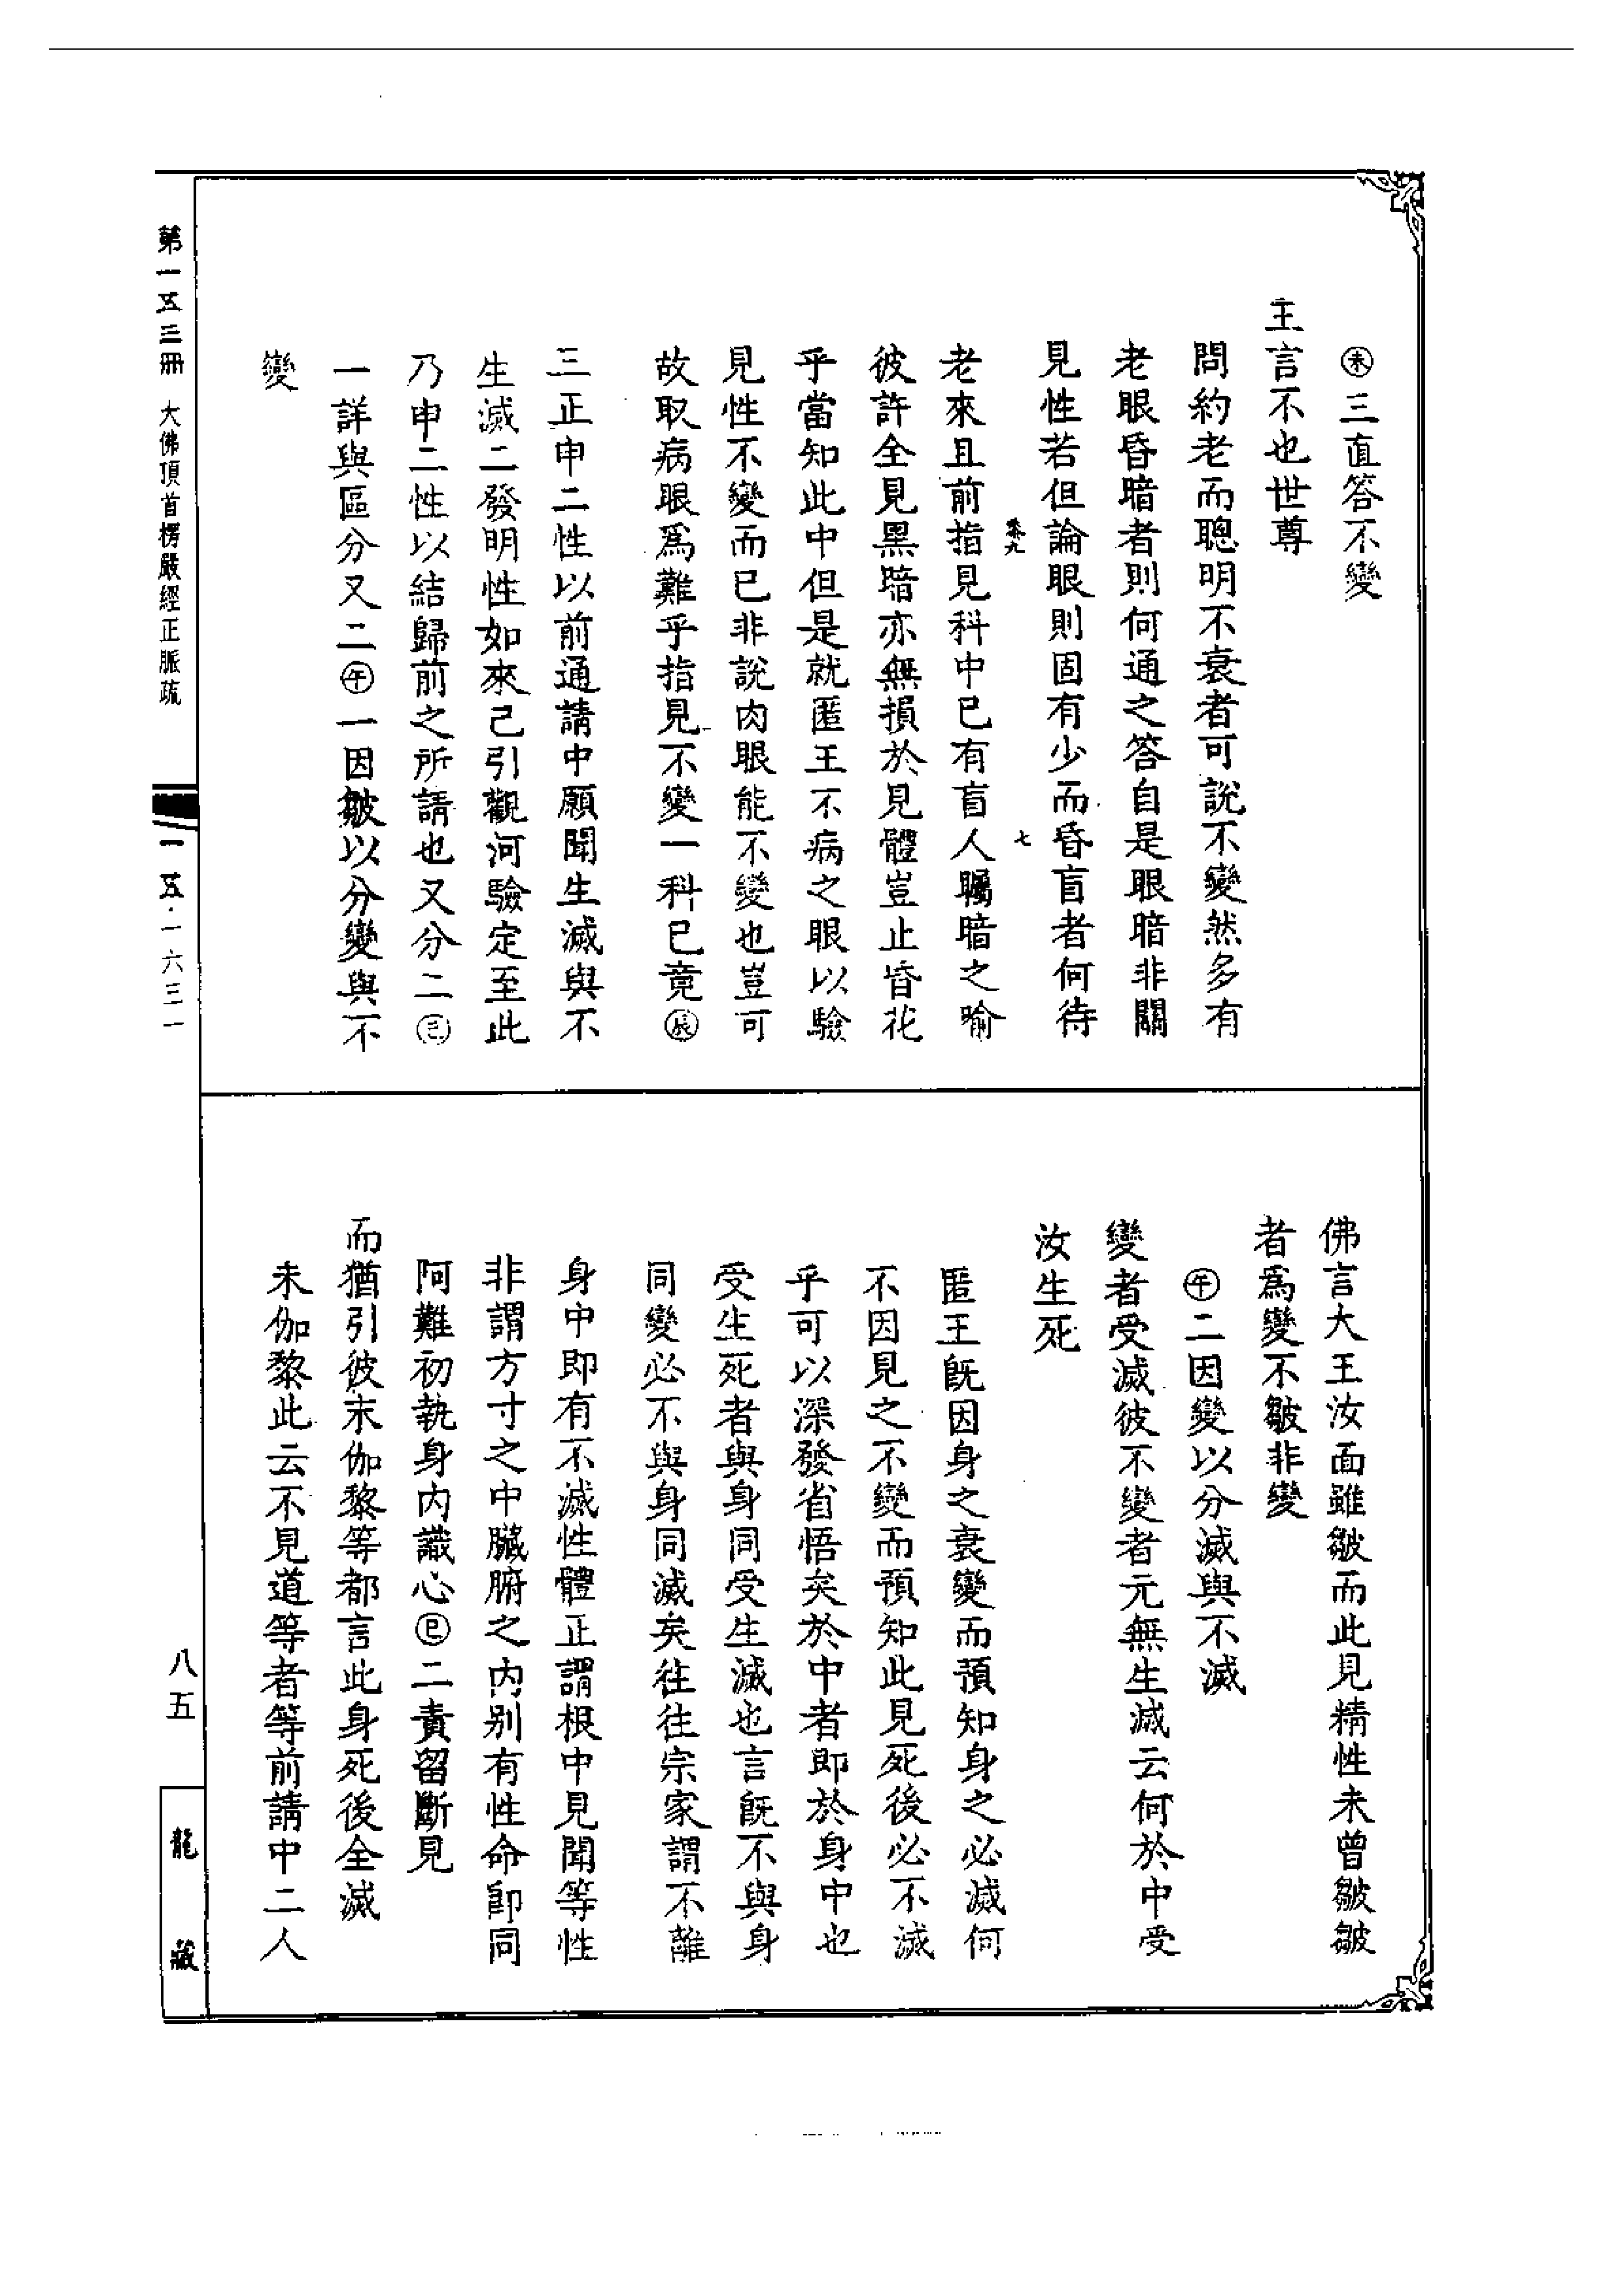 ㊍三直答不變
王言不也世尊
問約老而聰明不衰者可說不變然多有
老眼昏暗者則何通之答自是眼暗非關
見性若但論眼則固有少而昏盲者何待
卷九
七
老來且前指見科中已有盲人矚暗之喻
彼許全見黑暗亦無損於見體豈止昏花
乎當知此中但是就匿王不病之眼以驗
見性不變而已非說肉眼能不變也豈可
故取病眼爲難乎指見不變一科已竟㊋辰
三正申二性以前通請中願聞生滅與不
生滅二發明性如來已引觀河驗定至此
乃申二性以結歸前之所請也又分二㊂
一詳與區分又二午一因皺以分變與不
變
佛言大王汝面雖皺而此見精性未曾皺皺
者爲變不皺非變
午二因變以分滅與不滅
變者受滅彼不變者元無生滅云何於中受
汝生死
匿王旣因身之衰變而預知身之必滅何
不因見之不變而預知此見死後必不滅
乎可以深發省悟矣於中者即於身中也
受生死者與身同受生滅也言旣不與身
同變必不與身同滅矣往往宗家謂不離
身中即有不滅性體正謂根中見聞等性
非謂方寸之中臟腑之內别有性命卽同
阿難初執身內識心巳二責留斷見
而猶引彼末伽黎等都言此身死後全滅
末伽黎此云不見道等者等前請中二人
第一五三冊　大佛頂首楞嚴經正脈疏
一五·一六三一
八五
龍藏